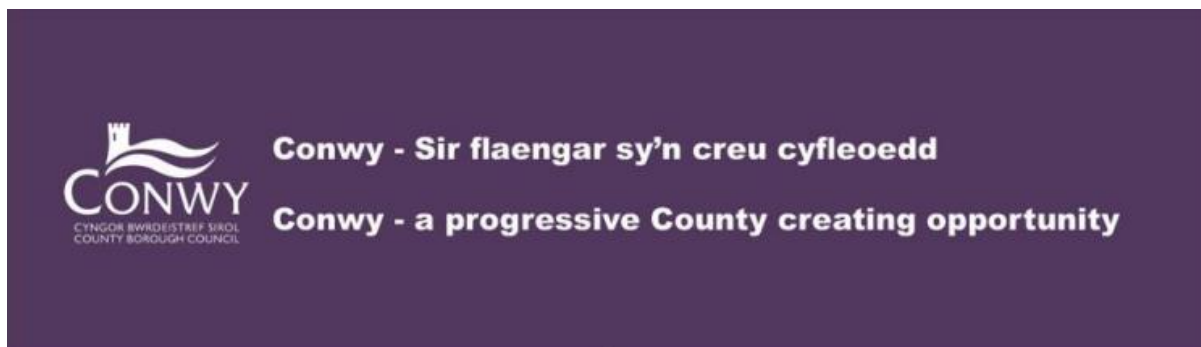 CONWY
CYNGOR BWRDEISTREF SIROL
COUNTY BOROUGH COUNCIL
Conwy - Sir flaengar sy’n creu cyfleoedd
Conwy - a progressive County creating opportunity